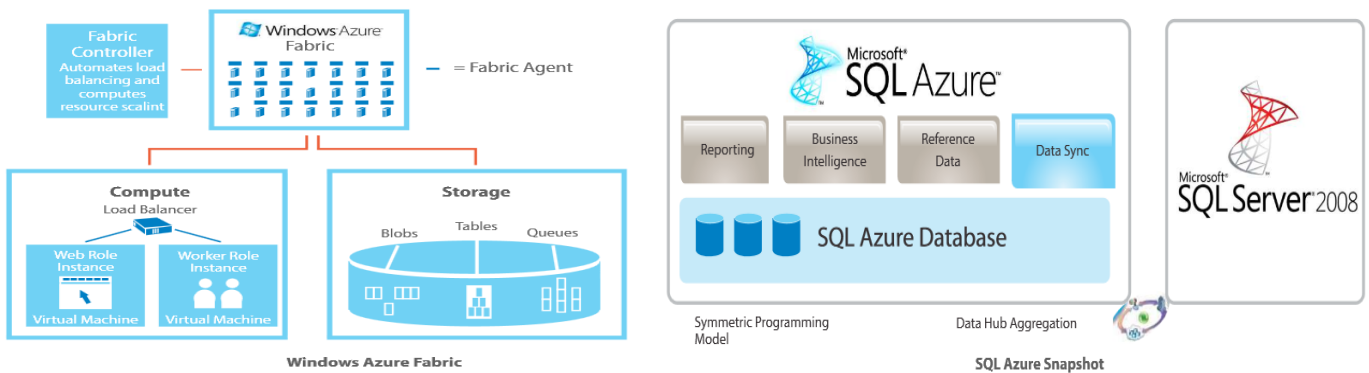 Fabric
Controller
Automates load
balancing and
computes
resource scalint
Windows Azure
Fabric
= Fabric Agent
Compute
Load Balancer
Web Role
Instance
Virtual Machine
Worker Role
Instance
Virtual Machine
Storage
Blobs
Tables
Queues
Windows Azure Fabric
Microsoft®
SQL Azure™
Reporting
Business
Intelligence
Reference
Data
Data Sync
SQL Azure Database
Symmetric Programming
Model
Data Hub Aggregation
Microsoft®
SQL Server® 2008
SQL Azure Snapshot